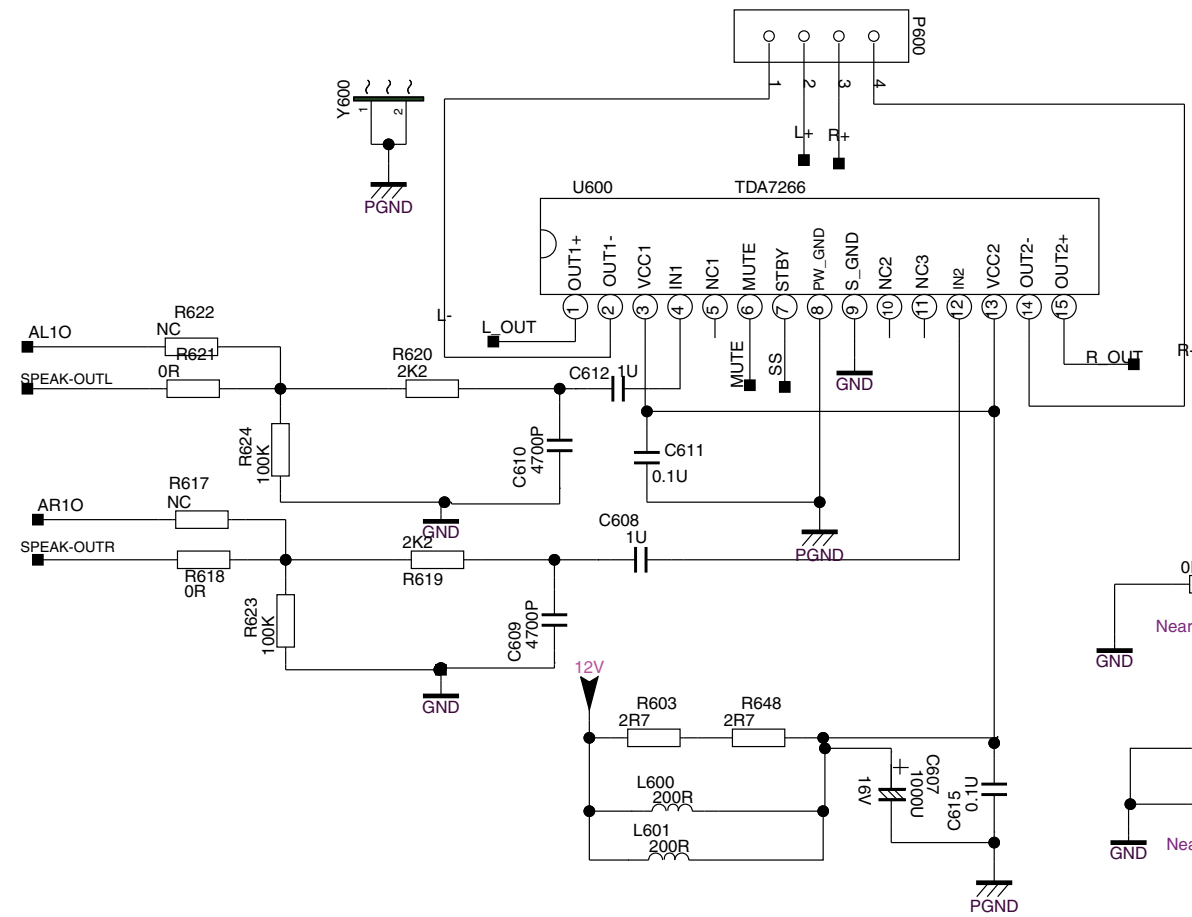 P600
1
2
3
4
Y600
1
2
PGND
L+
R+
U600
TDA7266
OUT1+
OUT1-
VCC1
IN1
NC1
MUTE
STBY
PW_GND
S_GND
NC2
NC3
IN2
VCC2
OUT2-
OUT2+
1
2
3
4
5
6
7
8
9
10
11
12
13
14
15
L-
L_OUT
MUTE
SS
GND
R_OUT
R-
R622
NC
AL1O
R621
0R
SPEAK-OUTL
R620
2K2
C612
1U
R624
100K
C610
4700P
C611
0.1U
GND
R617
NC
AR1O
SPEAK-OUTR
R618
0R
2K2
R619
C608
1U
PGND
R623
100K
C609
4700P
GND
12V
R603
2R7
R648
2R7
L600
200R
L601
200R
C607
1000U
16V
C615
0.1U
PGND
Near
GND
GND